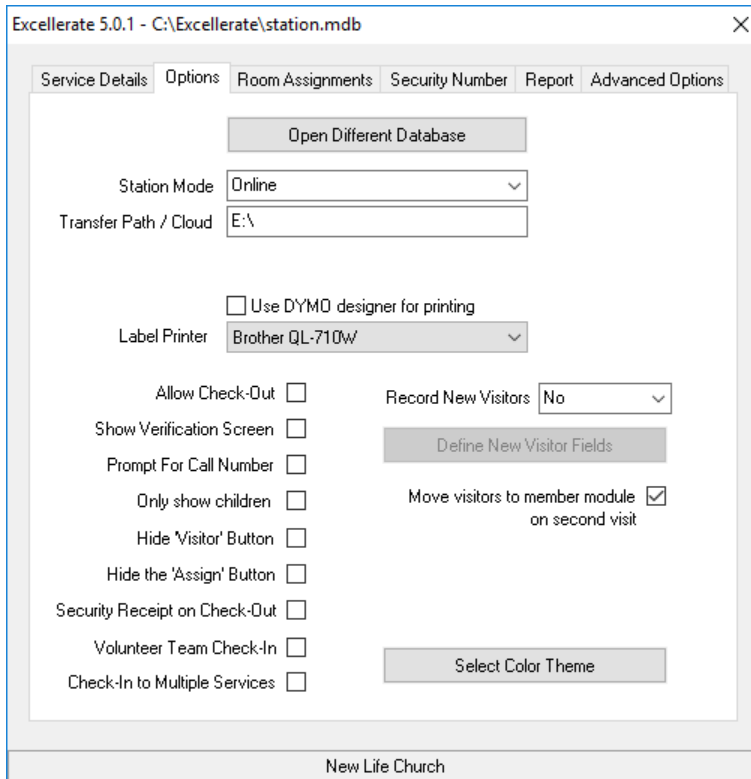 Excellerate 5.0.1 - C:\Excellerate\station.mdb
Service Details Options Room Assignments Security Number Report Advanced Options
Open Different Database
Station Mode Online
Transfer Path / Cloud E:\
Use DYMO designer for printing
Label Printer Brother QL-710W
Allow Check-Out Record New Visitors No
Show Verification Screen Define New Visitor Fields
Prompt For Call Number
Only show children Move visitors to member module
on second visit
Hide 'Visitor' Button
Hide the 'Assign' Button
Security Receipt on Check-Out
Volunteer Team Check-In
Select Color Theme
Check-In to Multiple Services
New Life Church